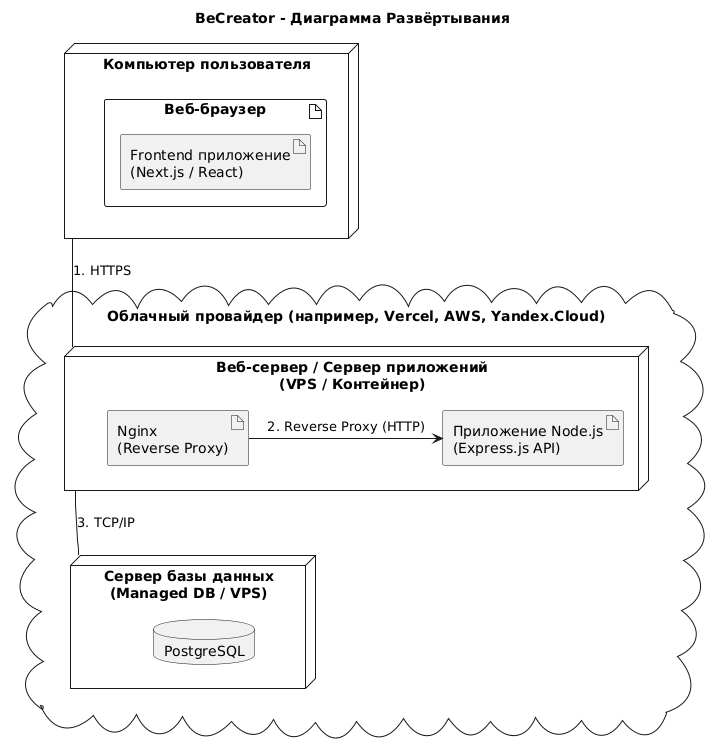 BeCreator - Диаграмма Развёртывания
Компьютер пользователя
Веб-браузер
Frontend приложение
(Next.js / React)
1. HTTPS
Облачный провайдер (например, Vercel, AWS, Yandex.Cloud)
Веб-сервер / Сервер приложений
(VPS / Контейнер)
Nginx
(Reverse Proxy)
2. Reverse Proxy (HTTP)
Приложение Node.js
(Express.js API)
3. TCP/IP
Сервер базы данных
(Managed DB / VPS)
PostgreSQL